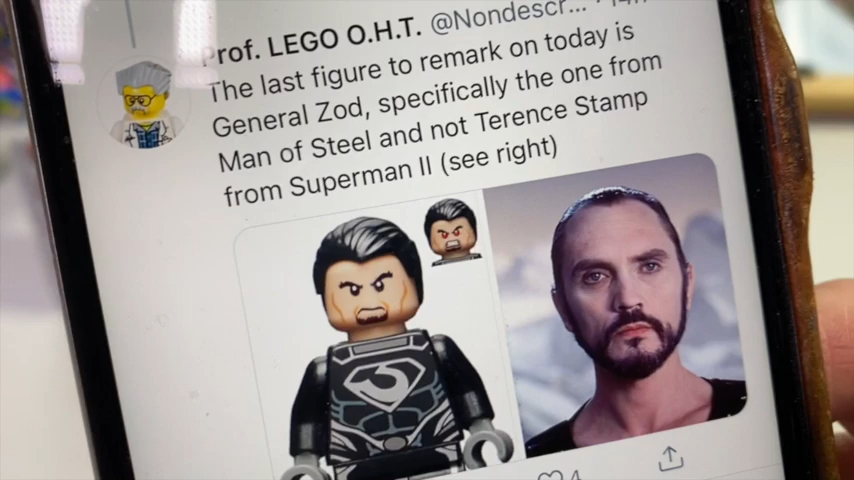 Prof. LEGO O.H.T. @Nondescr...
The last figure to remark on today is
General Zod, specifically the one from
Man of Steel and not Terence Stamp
from Superman II (see right)
4